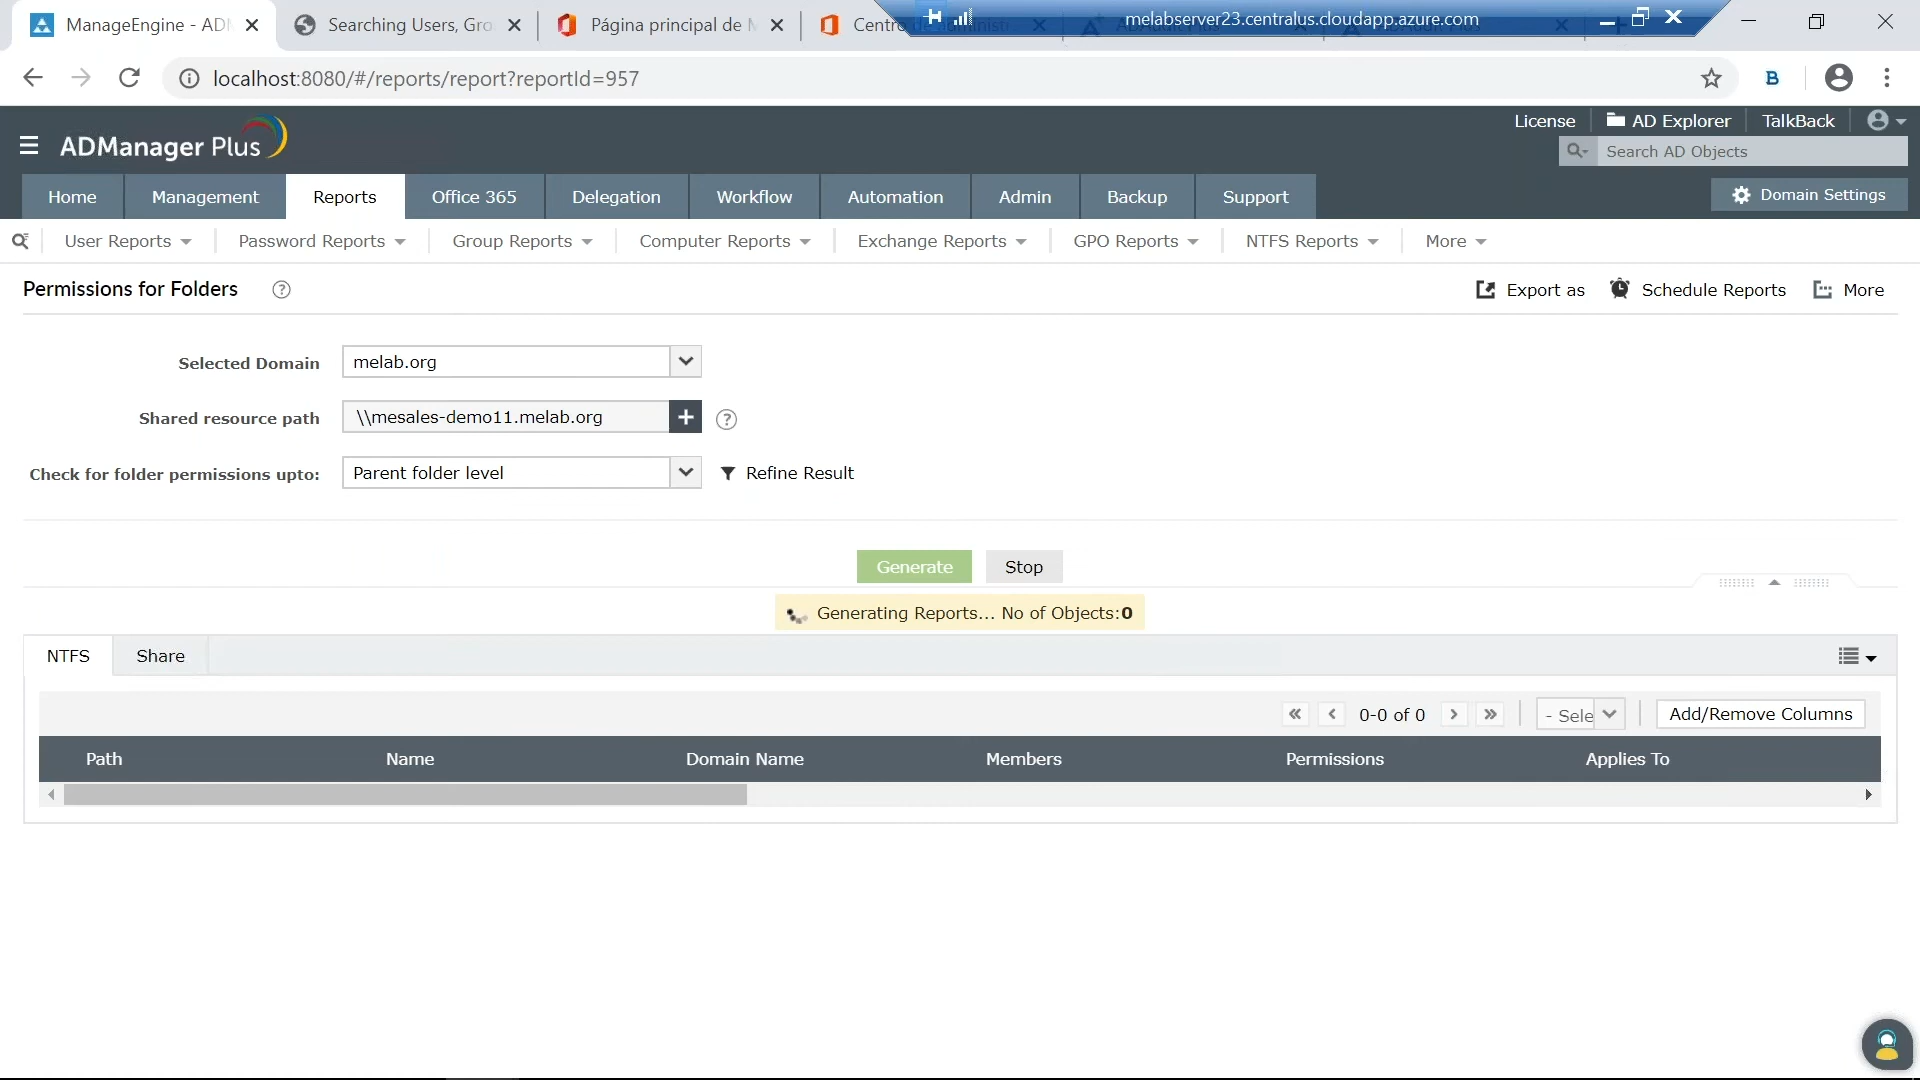 ManageEngine - AD
Searching Users, Gro
Página principal de M
Centro
melabserver23.centralus.cloudapp.azure.com
localhost:8080/#/reports/report?reportId=957
B
ADManager Plus
License
AD Explorer
TalkBack
Search AD Objects
Home
Management
Reports
Office 365
Delegation
Workflow
Automation
Admin
Backup
Support
Domain Settings
User Reports
Password Reports
Group Reports
Computer Reports
Exchange Reports
GPO Reports
NTFS Reports
More
Permissions for Folders
?
Export as
Schedule Reports
More
Selected Domain
melab.org
Shared resource path
\\mesales-demo11.melab.org
+
?
Check for folder permissions upto:
Parent folder level
Refine Result
Generate
Stop
Generating Reports... No of Objects:0
NTFS
Share
0-0 of 0
- Sele
Add/Remove Columns
Path
Name
Domain Name
Members
Permissions
Applies To